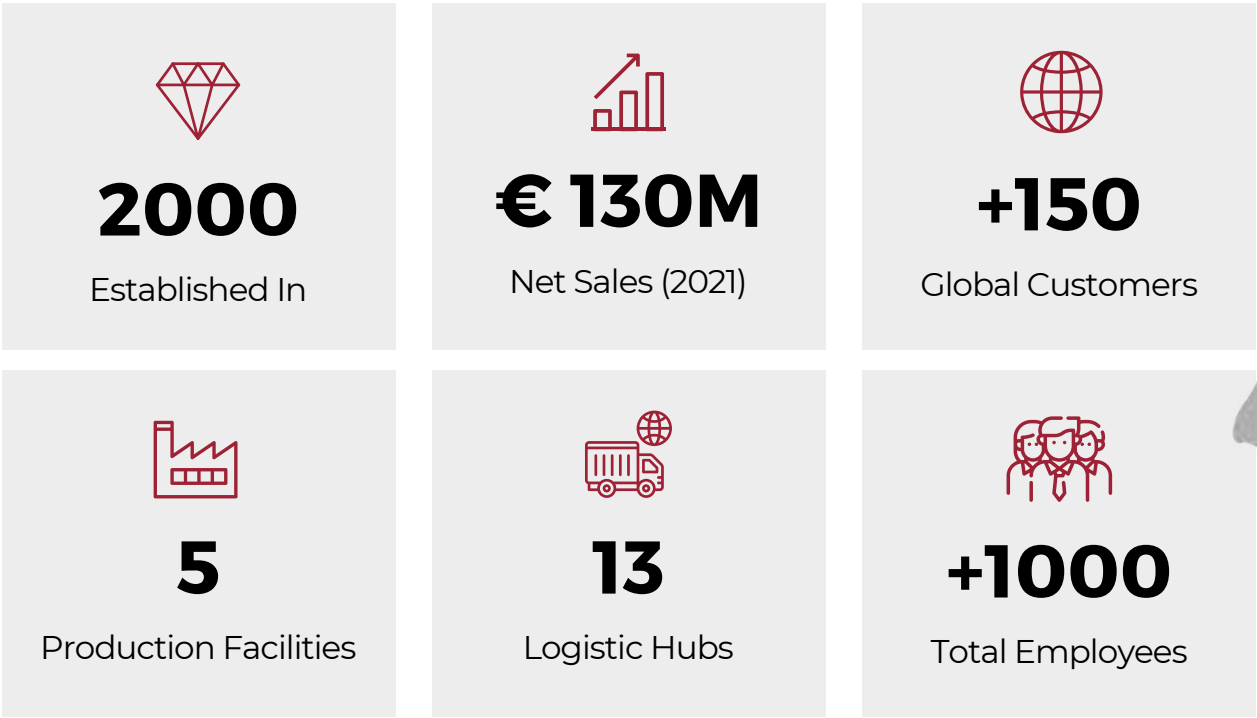 2000
Established In
€ 130M
Net Sales (2021)
+150
Global Customers
5
Production Facilities
13
Logistic Hubs
+1000
Total Employees